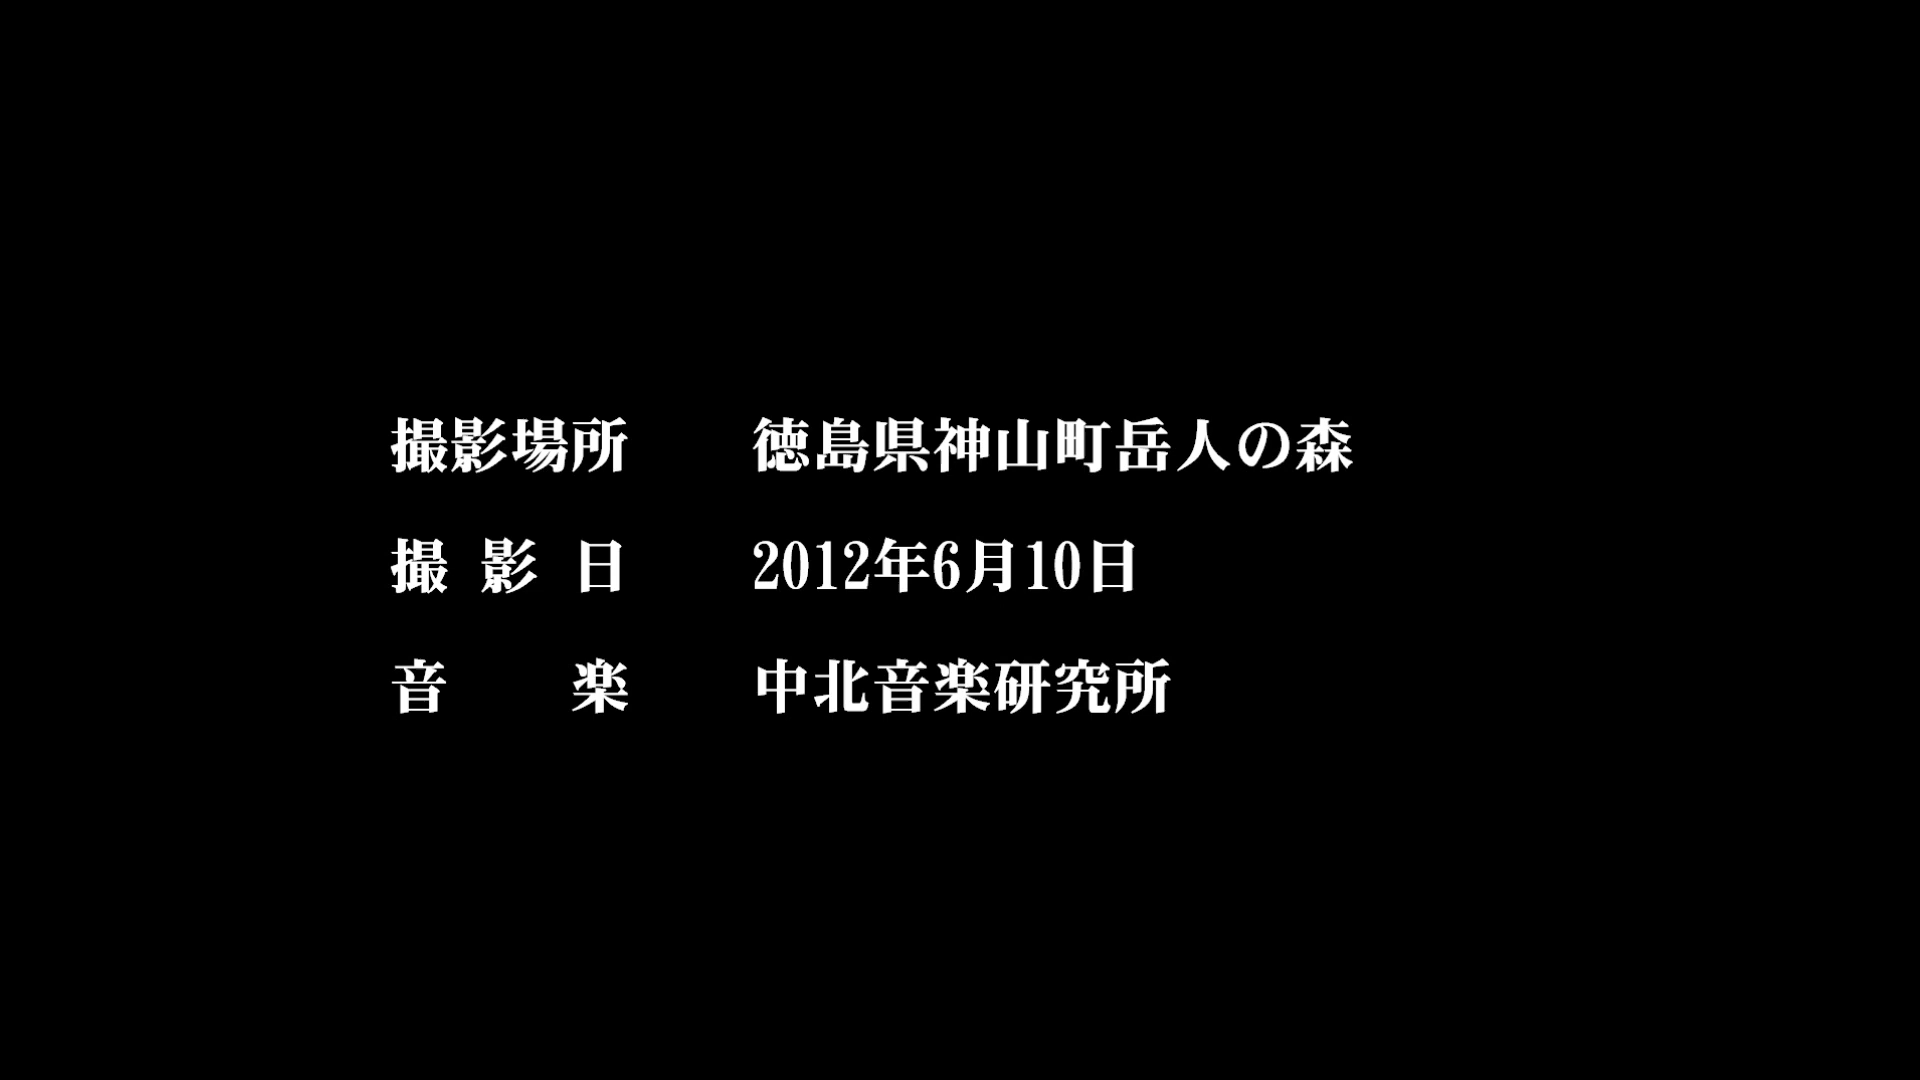 撮影場所　　徳島県神山町岳人の森
撮 影 日　　2012年6月10日
音　　楽　　中北音楽研究所